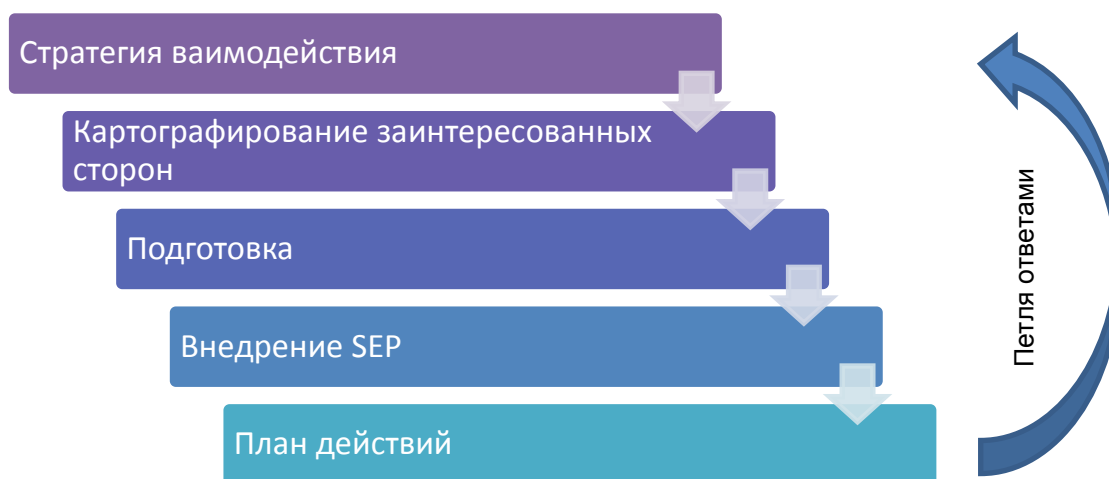 Стратегия ваимодействия
Картографирование заинтересованных
сторон
Подготовка
Внедрение SEP
План действий
Петля ответами